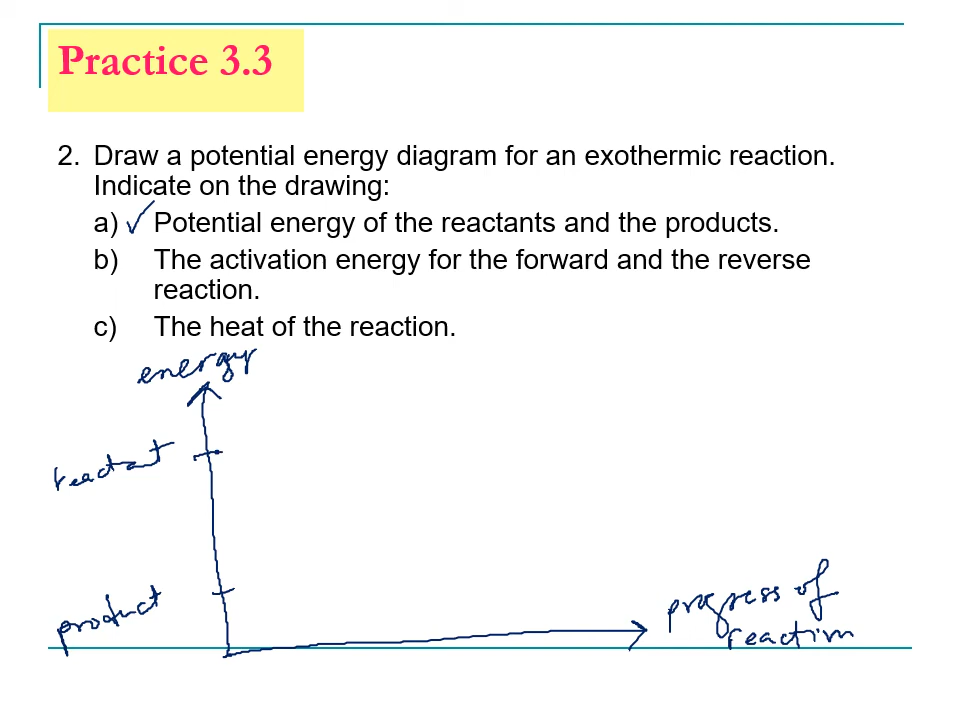 Practice 3.3
2. Draw a potential energy diagram for an exothermic reaction.
Indicate on the drawing:
a) Potential energy of the reactants and the products.
b) The activation energy for the forward and the reverse
reaction.
c) The heat of the reaction.
energy
reactant
product
progress of
reaction